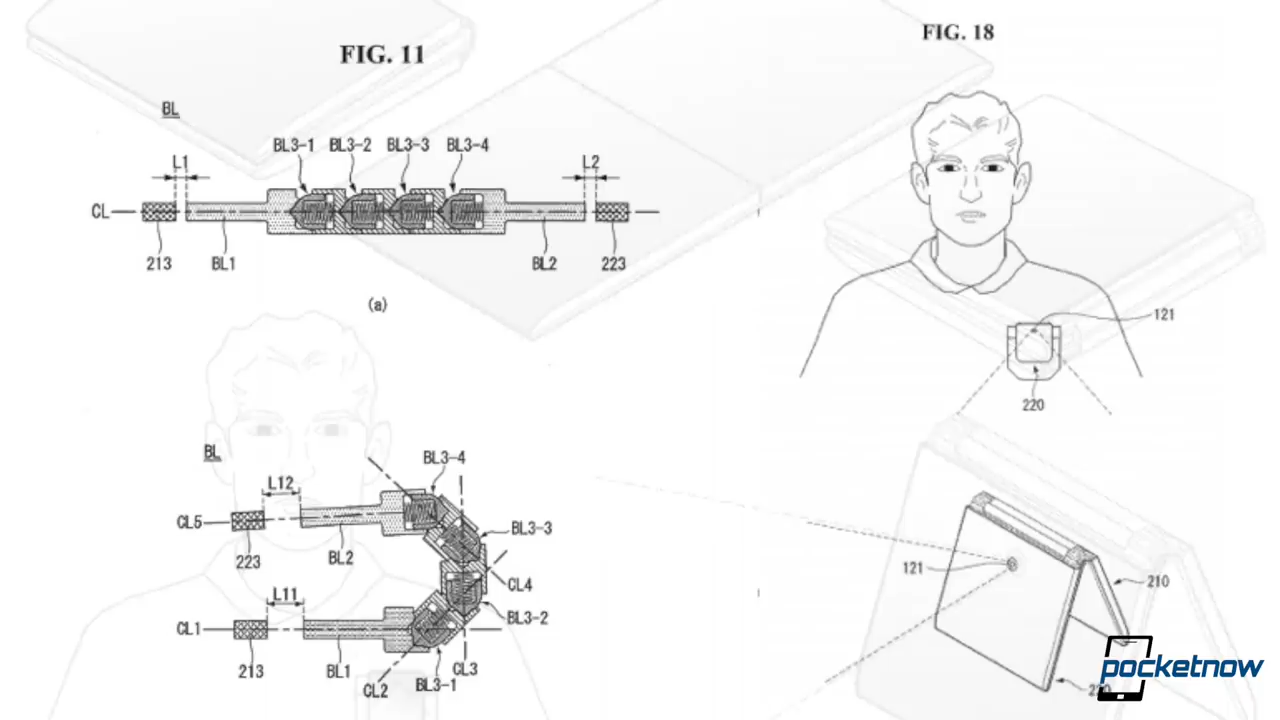 FIG. 11
BL
BL3-1 BL3-2 BL3-3 BL3-4
L1 L2
CL
213 BL1 BL2 223
(a)
BL
BL3-4
L12
CL5
BL3-3
223 BL2
CL4
L11
BL3-2
CL1
213 BL1 CL3
CL2 BL3-1
FIG. 18
121
220
121
210
pocketnow